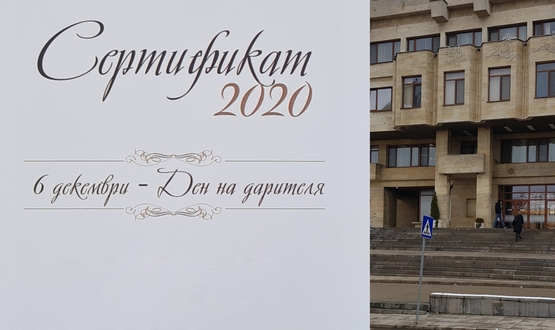 Сертификат
2020
6 декември - Ден на дарителя